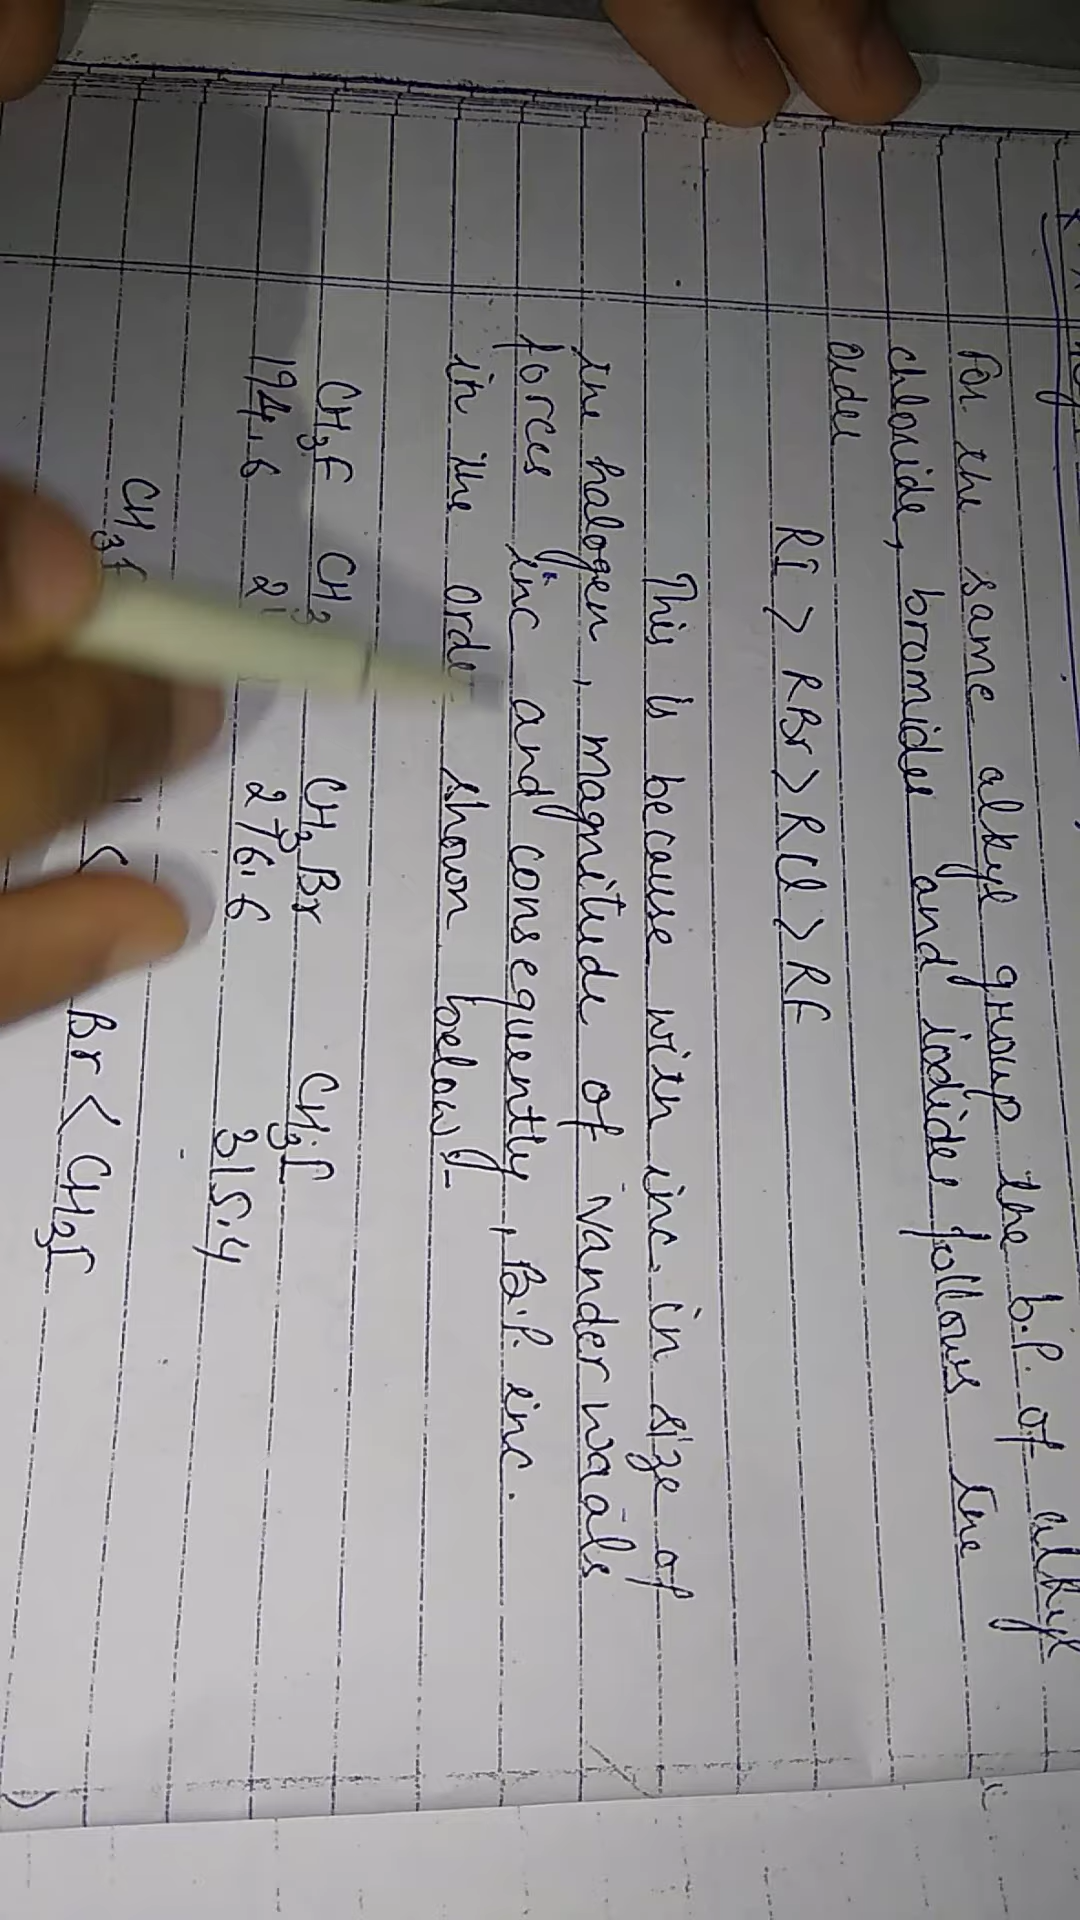 For the same alkyl group the b.p. of alkyl
chloride, bromides and iodides follows the
order
RI > RBr > RCl > RF
This is because with inc. in size of
the halogen, magnitude of vander waals
forces inc and consequently, B.P. inc.
in the orde shown below!-
CH3F CH3 CH3Br CH3I
194.6 2 276.6 315.4
CH3F < Br < CH3I